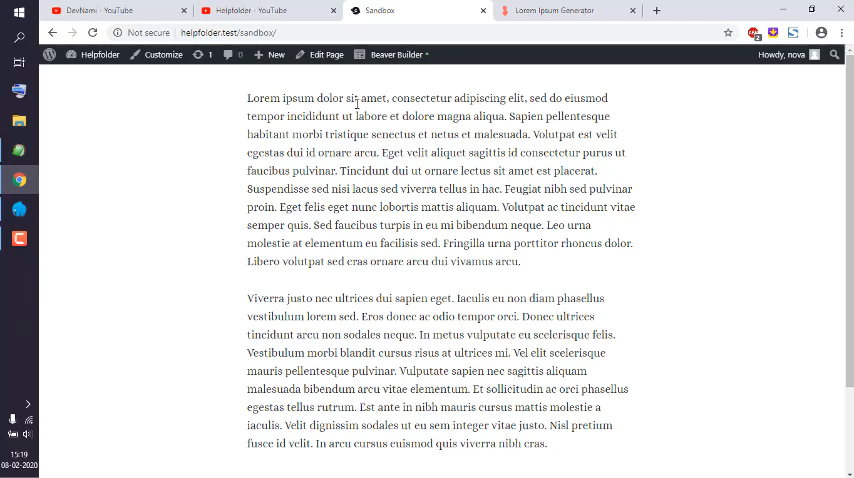 DevNami - YouTube
Helpfolder - YouTube
Sandbox
Lorem Ipsum Generator
Not secure
helpfolder.test/sandbox/
2
Helpfolder
Customize
1
0
New
Edit Page
Beaver Builder
Howdy, nova
Lorem ipsum dolor sit amet, consectetur adipiscing elit, sed do eiusmod
tempor incididunt ut labore et dolore magna aliqua. Sapien pellentesque
habitant morbi tristique senectus et netus et malesuada. Volutpat est velit
egestas dui id ornare arcu. Eget velit aliquet sagittis id consectetur purus ut
faucibus pulvinar. Tincidunt dui ut ornare lectus sit amet est placerat.
Suspendisse sed nisi lacus sed viverra tellus in hac. Feugiat nibh sed pulvinar
proin. Eget felis eget nunc lobortis mattis aliquam. Volutpat ac tincidunt vitae
semper quis. Sed faucibus turpis in eu mi bibendum neque. Leo urna
molestie at elementum eu facilisis sed. Fringilla urna porttitor rhoncus dolor.
Libero volutpat sed cras ornare arcu dui vivamus arcu.
Viverra justo nec ultrices dui sapien eget. Iaculis eu non diam phasellus
vestibulum lorem sed. Eros donec ac odio tempor orci. Donec ultrices
tincidunt arcu non sodales neque. In metus vulputate eu scelerisque felis.
Vestibulum morbi blandit cursus risus at ultrices mi. Vel elit scelerisque
mauris pellentesque pulvinar. Vulputate sapien nec sagittis aliquam
malesuada bibendum arcu vitae elementum. Et sollicitudin ac orci phasellus
egestas tellus rutrum. Est ante in nibh mauris cursus mattis molestie a
iaculis. Velit dignissim sodales ut eu sem integer vitae justo. Nisl pretium
fusce id velit. In arcu cursus euismod quis viverra nibh cras.
15:19
08-02-2020